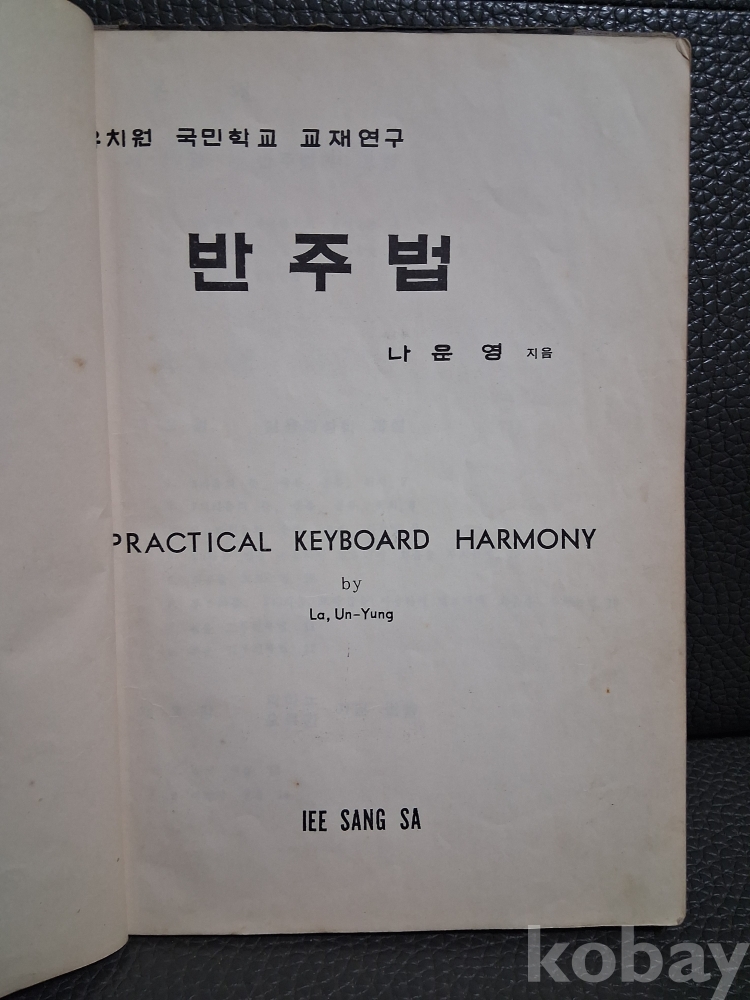 유치원 국민학교 교재연구
반주법
나운영 지음
PRACTICAL KEYBOARD HARMONY
by
La, Un-Yung
IEE SANG SA
kobay